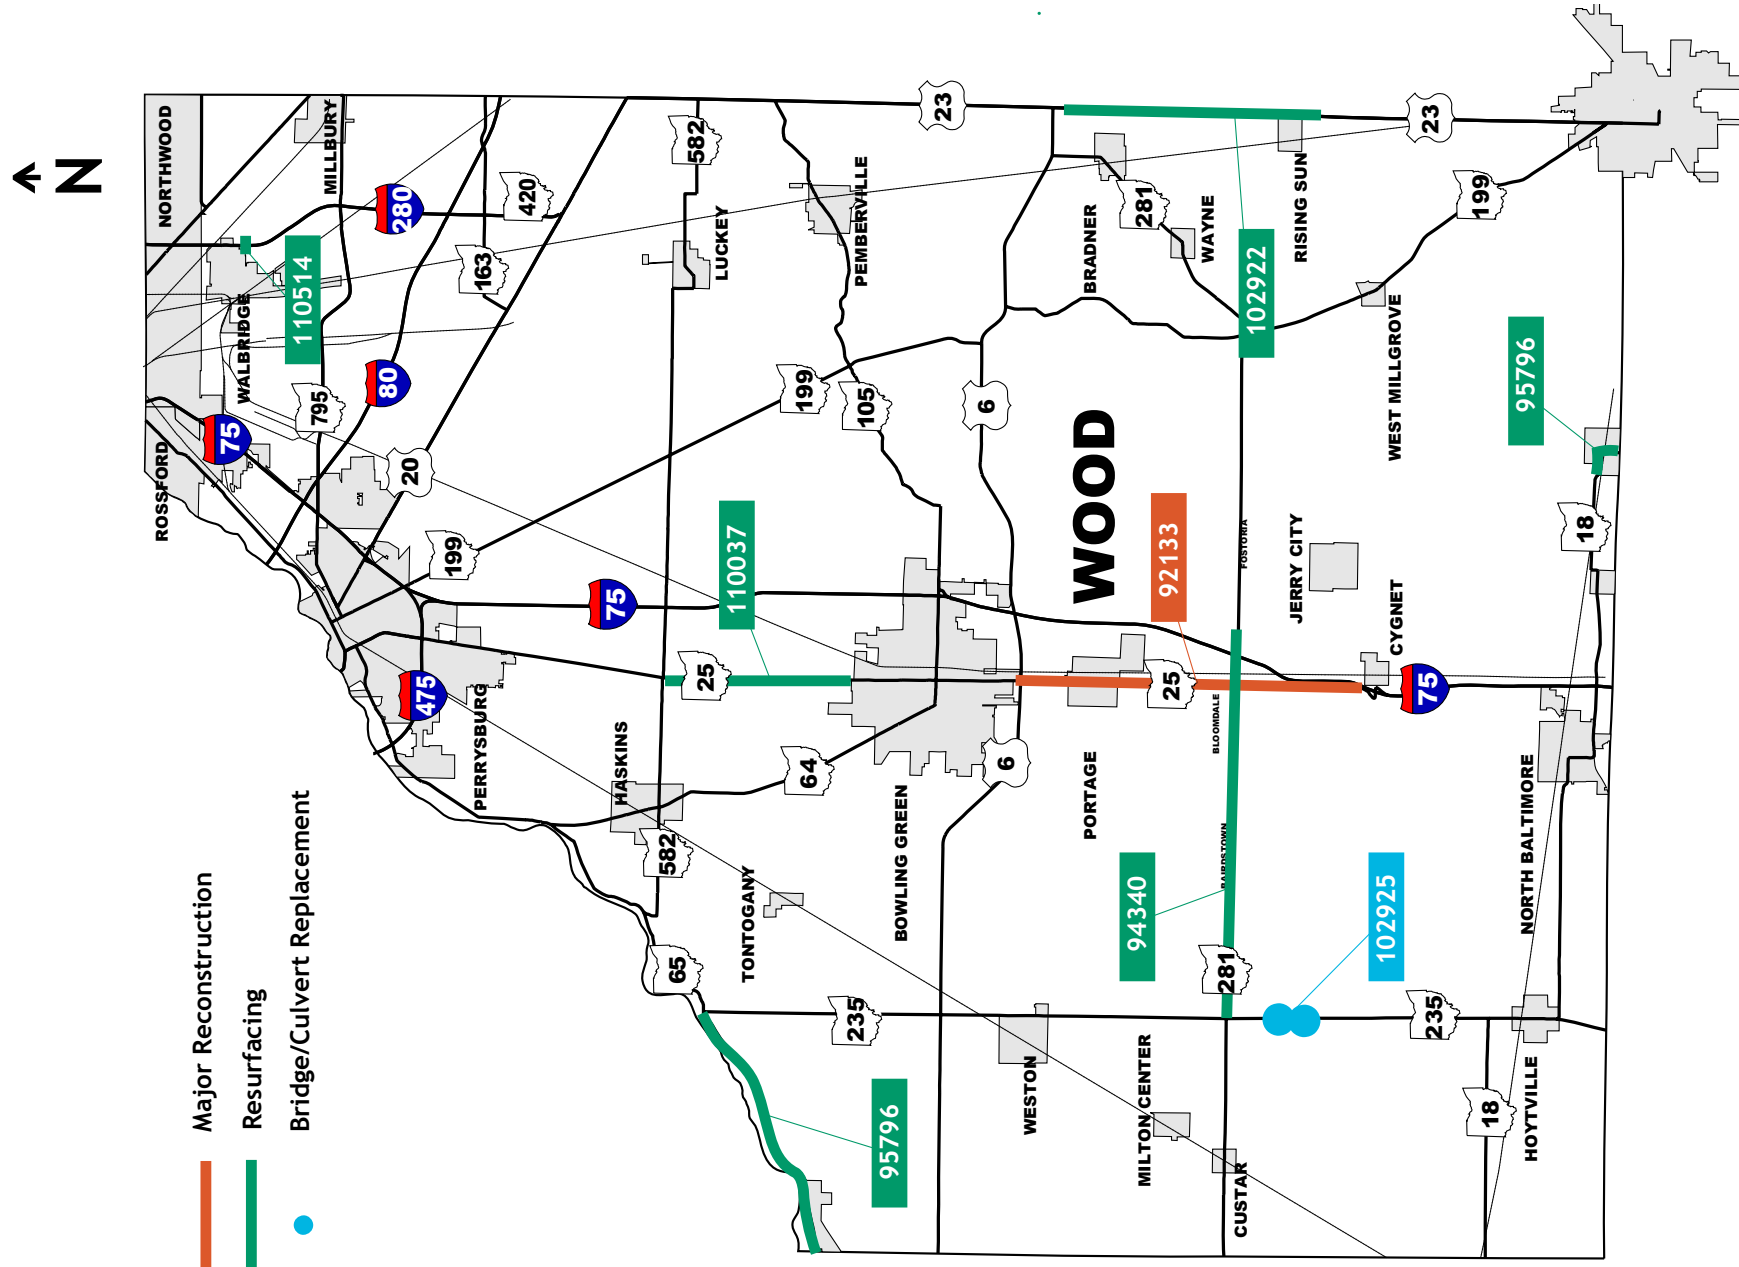 N
Major Reconstruction
Resurfacing
Bridge/Culvert Replacement
WOOD
NORTHWOOD
MILLBURY
WALBRIDGE
ROSSFORD
PERRYSBURG
LUCKEY
PEMBERVILLE
BRADNER
WAYNE
RISING SUN
WEST MILLGROVE
HASKINS
TONTOGANY
BOWLING GREEN
PORTAGE
JERRY CITY
CYGNET
FOSTORIA
BLOOMDALE
BAIRDSTOWN
NORTH BALTIMORE
WESTON
MILTON CENTER
CUSTAR
HOYTVILLE
110514
102922
95796
110037
92133
94340
102925
95796
280
420
163
582
23
23
281
199
795
80
75
20
199
199
105
6
75
475
25
25
75
18
64
6
582
65
235
281
235
18